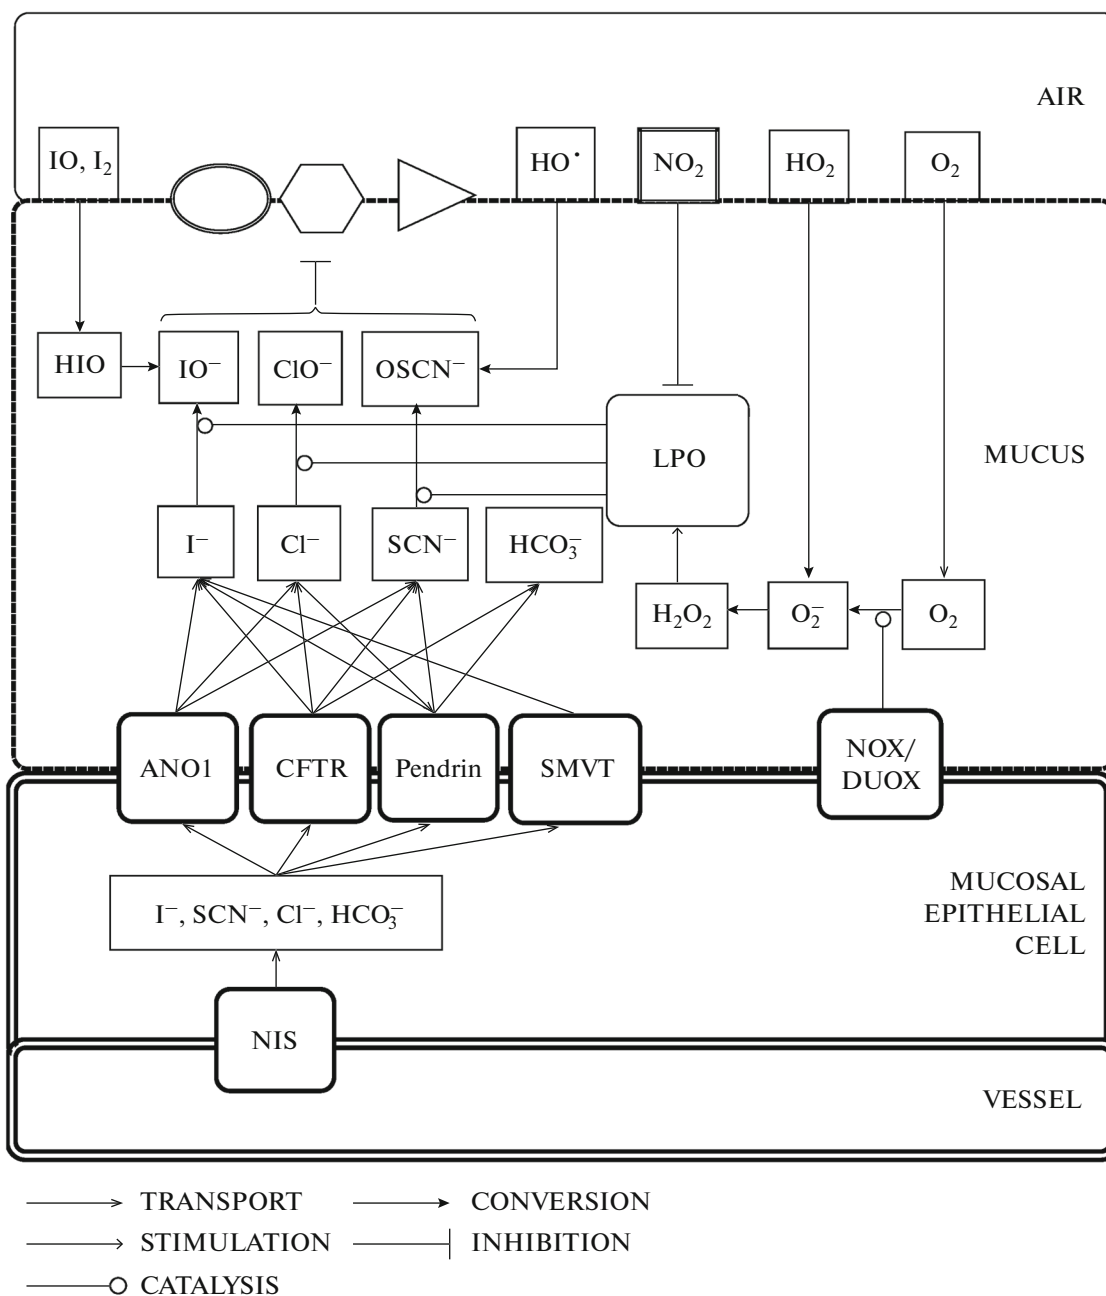 AIR
IO, I₂
HO•
NO₂
HO₂
O₂
HIO
IO⁻
ClO⁻
OSCN⁻
LPO
MUCUS
I⁻
Cl⁻
SCN⁻
HCO₃⁻
H₂O₂
O₂⁻
O₂
ANO1
CFTR
Pendrin
SMVT
NOX/
DUOX
I⁻, SCN⁻, Cl⁻, HCO₃⁻
MUCOSAL
EPITHELIAL
CELL
NIS
VESSEL
TRANSPORT
CONVERSION
STIMULATION
INHIBITION
CATALYSIS